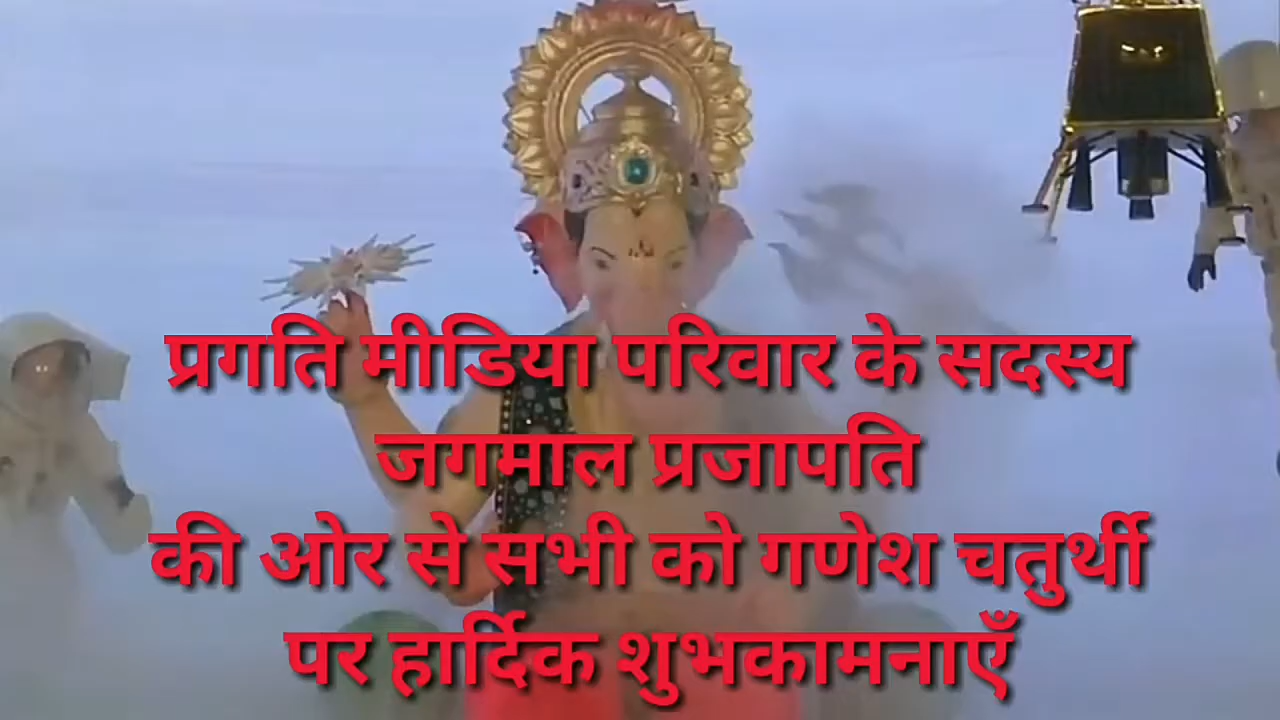 प्रगति मीडिया परिवार के सदस्य
जगमाल प्रजापति
की ओर से सभी को गणेश चतुर्थी
पर हार्दिक शुभकामनाएँ